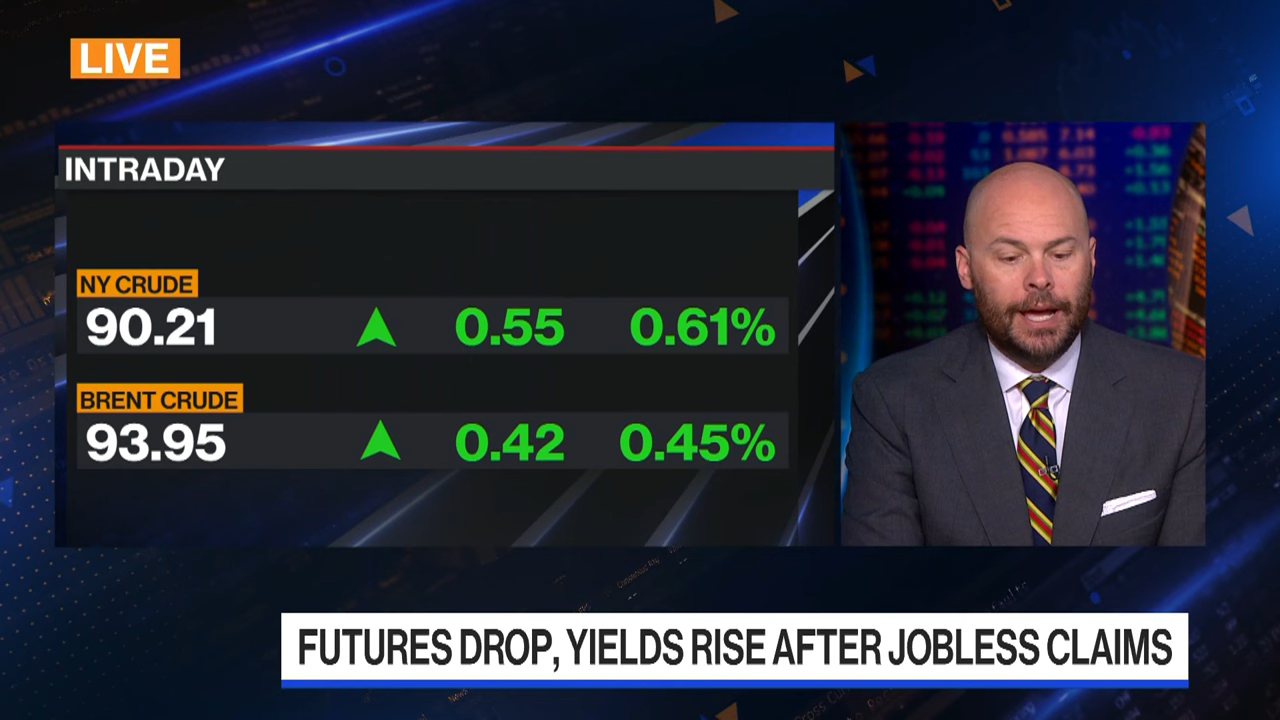 LIVE
INTRADAY
NY CRUDE
90.21 ▲ 0.55 0.61%
BRENT CRUDE
93.95 ▲ 0.42 0.45%
FUTURES DROP, YIELDS RISE AFTER JOBLESS CLAIMS